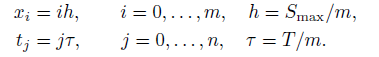 x_i = ih, i = 0, . . . , m, h = S_max/m,
t_j = jτ, j = 0, . . . , n, τ = T/m.